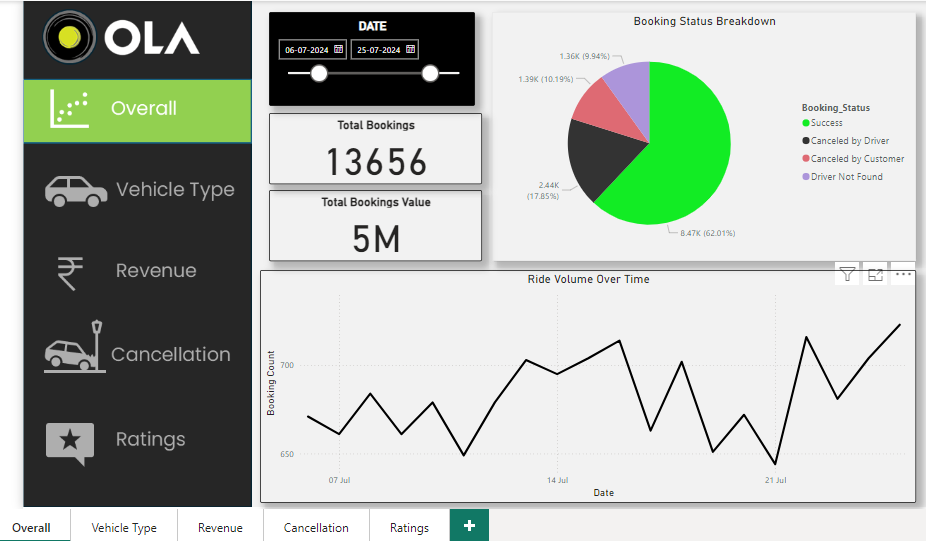 OLA
Overall
Vehicle Type
Revenue
Cancellation
Ratings
DATE
06-07-2024
25-07-2024
Total Bookings
13656
Total Bookings Value
5M
Booking Status Breakdown
1.36K (9.94%)
1.39K (10.19%)
2.44K
(17.85%)
8.47K (62.01%)
Booking_Status
Success
Canceled by Driver
Canceled by Customer
Driver Not Found
Ride Volume Over Time
Booking Count
700
650
07 Jul
14 Jul
21 Jul
Date
Overall
Vehicle Type
Revenue
Cancellation
Ratings